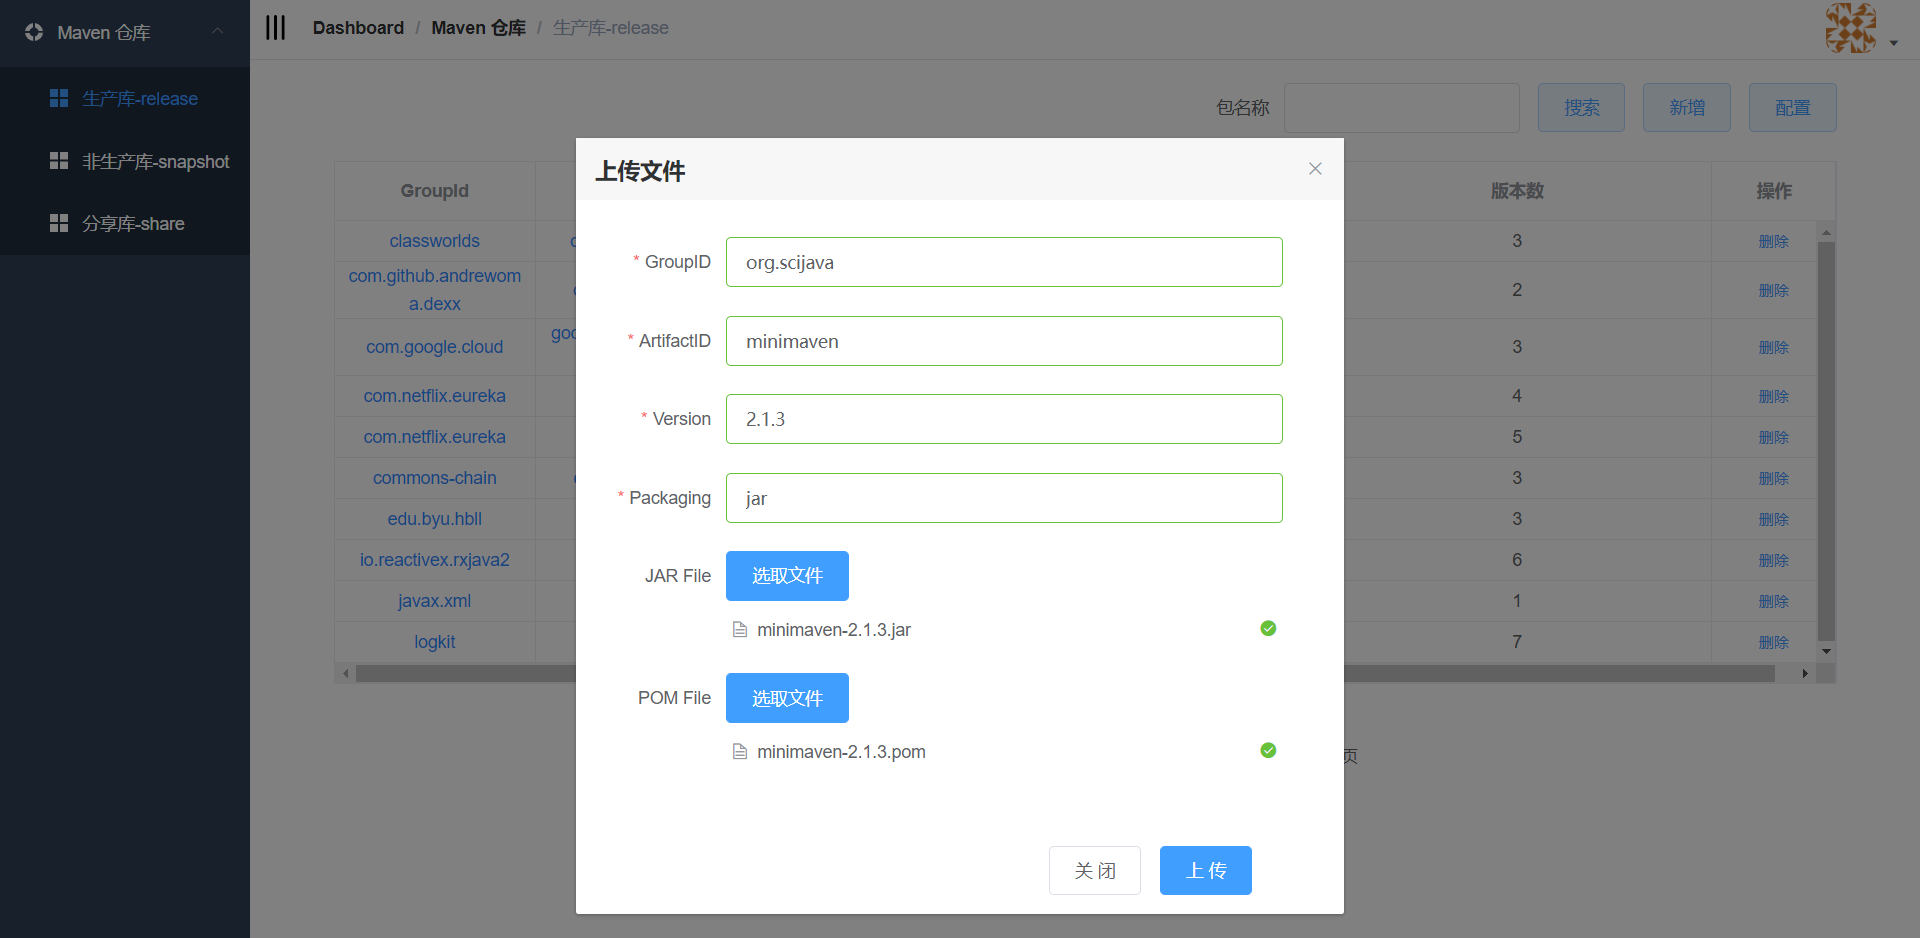 Maven 仓库
生产库-release
非生产库-snapshot
分享库-share
Dashboard / Maven 仓库 / 生产库-release
包名称
搜索
新增
配置
GroupId
版本数
操作
classworlds
3
删除
com.github.andrewom
a.dexx
2
删除
goo
com.google.cloud
3
删除
com.netflix.eureka
4
删除
com.netflix.eureka
5
删除
commons-chain
3
删除
edu.byu.hbll
3
删除
io.reactivex.rxjava2
6
删除
javax.xml
1
删除
logkit
7
删除
页
上传文件
* GroupID
org.scijava
* ArtifactID
minimaven
* Version
2.1.3
* Packaging
jar
JAR File
选取文件
minimaven-2.1.3.jar
POM File
选取文件
minimaven-2.1.3.pom
关 闭
上 传